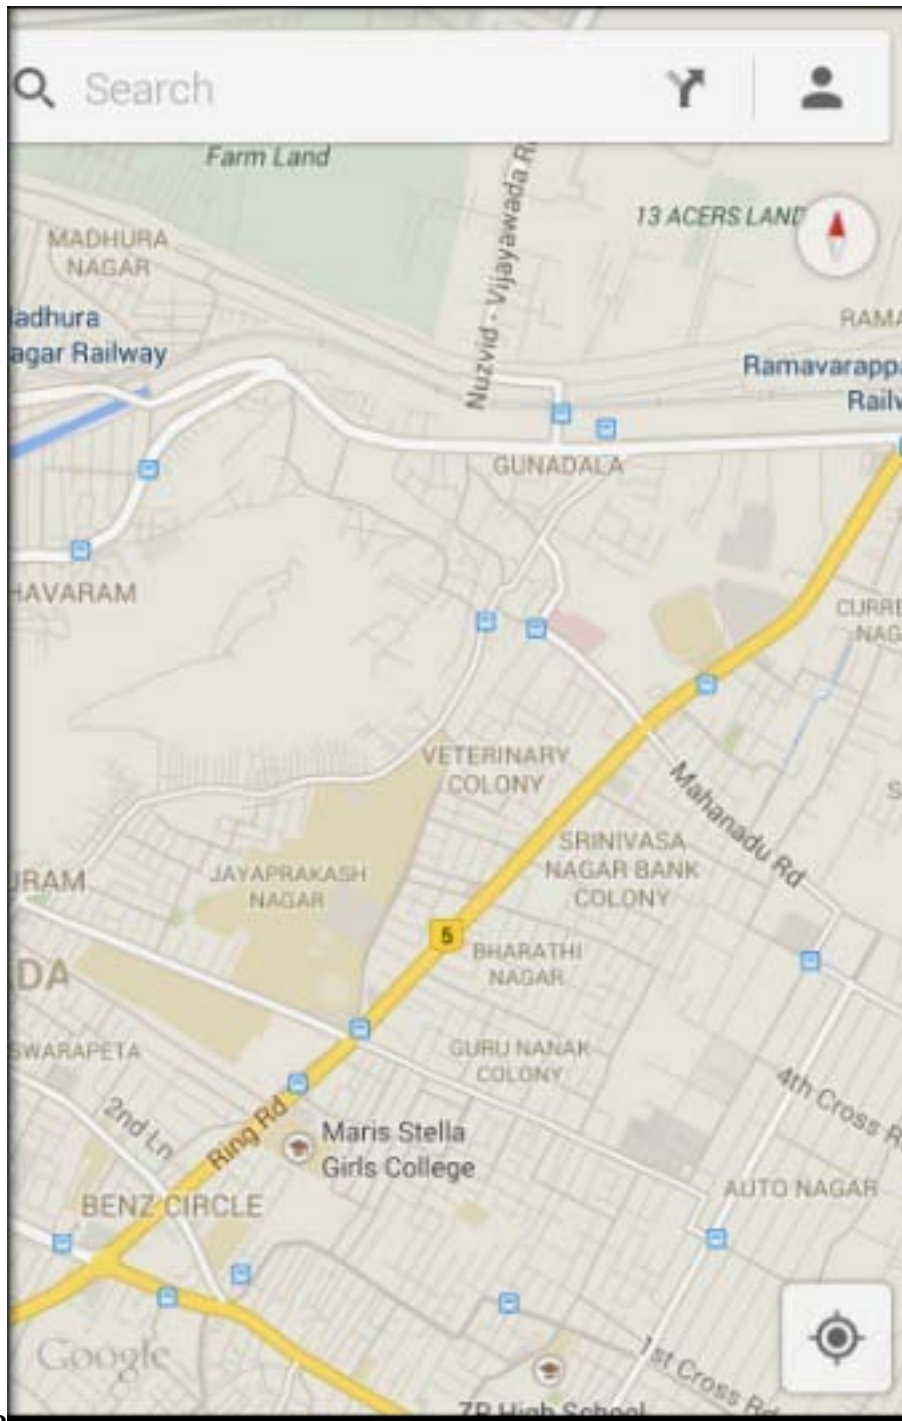 Search
Farm Land
Nuzvid - Vijayawada R
13 ACERS LAND
MADHURA
NAGAR
adhura
agar Railway
RAMA
Ramavarappa
Railw
GUNADALA
HAVARAM
CURRE
NAG
VETERINARY
COLONY
Mahanadu Rd
S
SRINIVASA
NAGAR BANK
COLONY
URAM
JAYAPRAKASH
NAGAR
5
BHARATHI
NAGAR
DA
SWARAPETA
GURU NANAK
COLONY
4th Cross R
2nd Ln
Ring Rd
Maris Stella
Girls College
AUTO NAGAR
BENZ CIRCLE
Google
1st Cross Rd
ZP High School